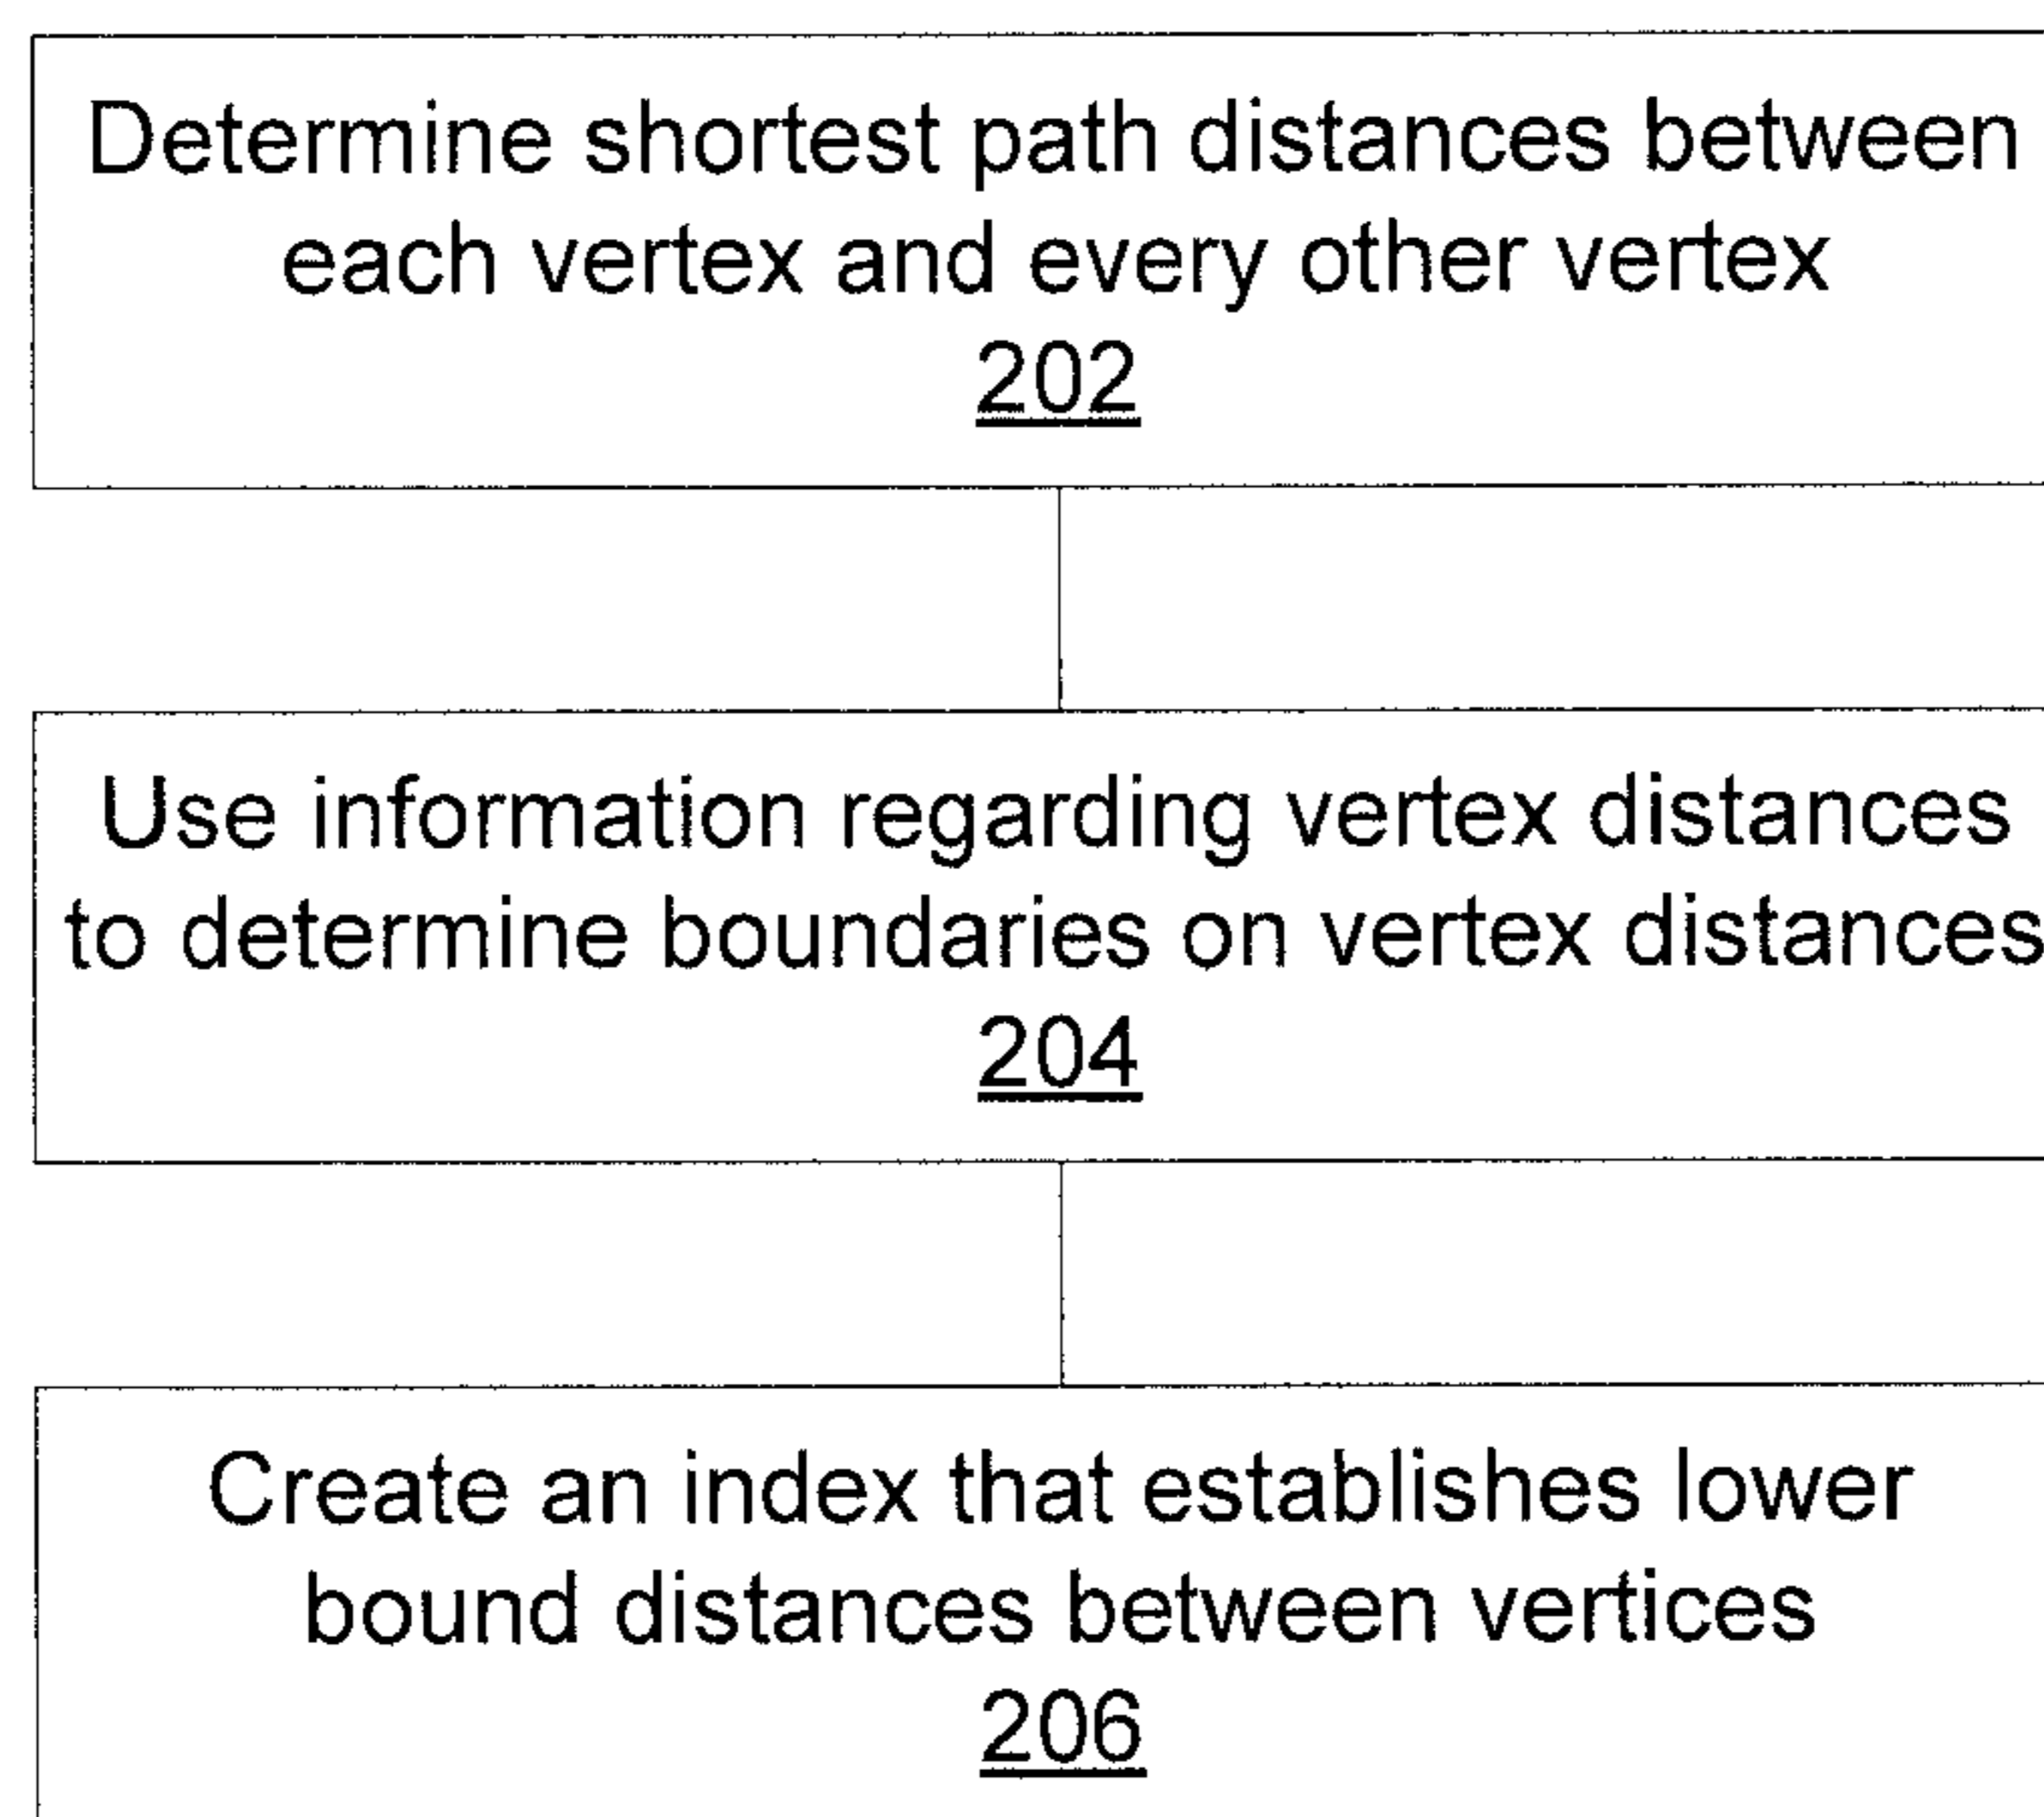 Determine shortest path distances between
each vertex and every other vertex
202
Use information regarding vertex distances
to determine boundaries on vertex distances
204
Create an index that establishes lower
bound distances between vertices
206